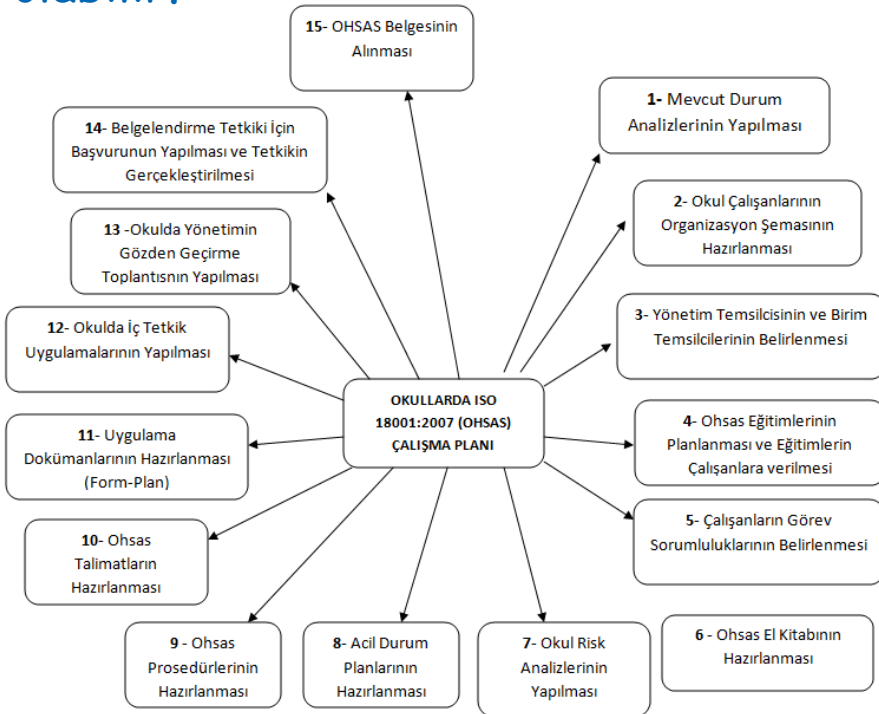 15- OHSAS Belgesinin
Alınması
1- Mevcut Durum
Analizlerinin Yapılması
14- Belgelendirme Tetkiki İçin
Başvurunun Yapılması ve Tetkikin
Gerçekleştirilmesi
2- Okul Çalışanlarının
Organizasyon Şemasının
Hazırlanması
13 -Okulda Yönetimin
Gözden Geçirme
Toplantısnın Yapılması
3- Yönetim Temsilcisinin ve Birim
Temsilcilerinin Belirlenmesi
12- Okulda İç Tetkik
Uygulamalarının Yapılması
OKULLARDA ISO
18001:2007 (OHSAS)
ÇALIŞMA PLANI
4- Ohsas Eğitimlerinin
Planlanması ve Eğitimlerin
Çalışanlara verilmesi
11- Uygulama
Dokümanlarının Hazırlanması
(Form-Plan)
5- Çalışanların Görev
Sorumluluklarının Belirlenmesi
10- Ohsas
Talimatların
Hazırlanması
6 - Ohsas El Kitabının
Hazırlanması
9 - Ohsas
Prosedürlerinin
Hazırlanması
8- Acil Durum
Planlarının
Hazırlanması
7- Okul Risk
Analizlerinin
Yapılması